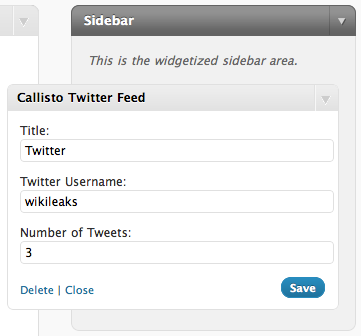 Sidebar
This is the widgetized sidebar area.
Callisto Twitter Feed
Title:
Twitter
Twitter Username:
wikileaks
Number of Tweets:
3
Delete | Close
Save